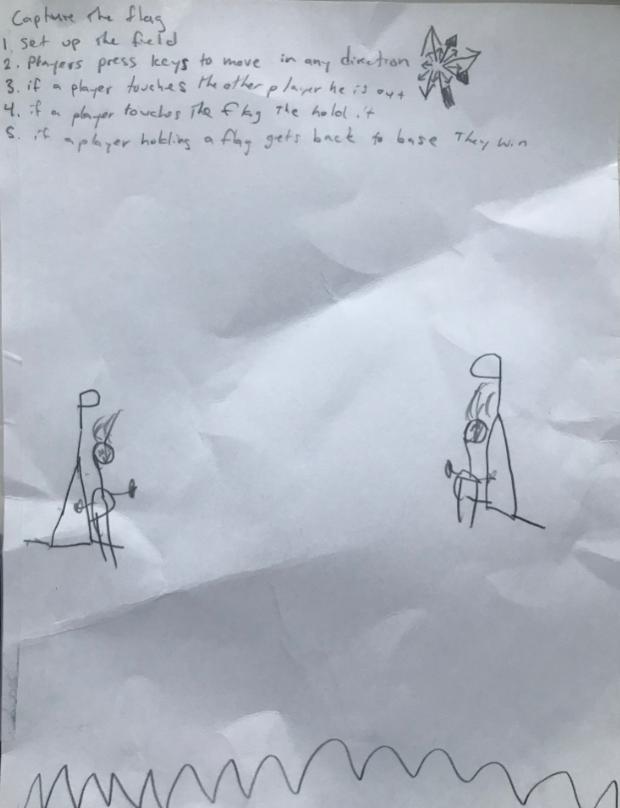 Capture the flag
1. set up the field
2. Players press keys to move in any direction
3. if a player touches the other player he is out
4. if a player touches the flag the hold it
5. if a player holding a flag gets back to base They win